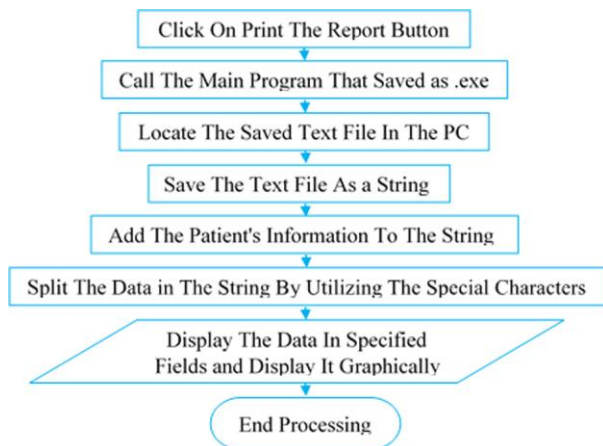 Click On Print The Report Button
Call The Main Program That Saved as .exe
Locate The Saved Text File In The PC
Save The Text File As a String
Add The Patient's Information To The String
Split The Data in The String By Utilizing The Special Characters
Display The Data In Specified
Fields and Display It Graphically
End Processing